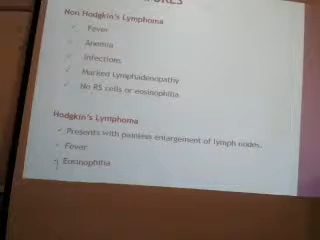 Non Hodgkin's Lymphoma
Fever
Anemia
Infections
Marked Lymphadenopathy
No RS cells or eosinophilia
Hodgkin's Lymphoma
Presents with painless enlargement of lymph nodes.
Fever
Eosinophilia